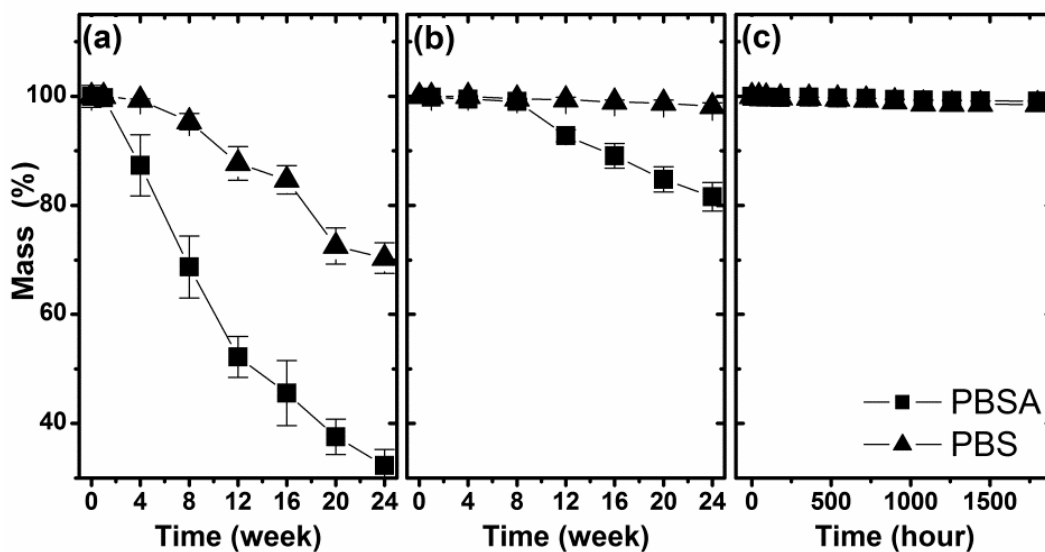 (a) (b) (c)
Mass (%)
100
80
60
40
0 4 8 12 16 20 24 0 4 8 12 16 20 24 0 500 1000 1500
Time (week) Time (week) Time (hour)
PBSA
PBS